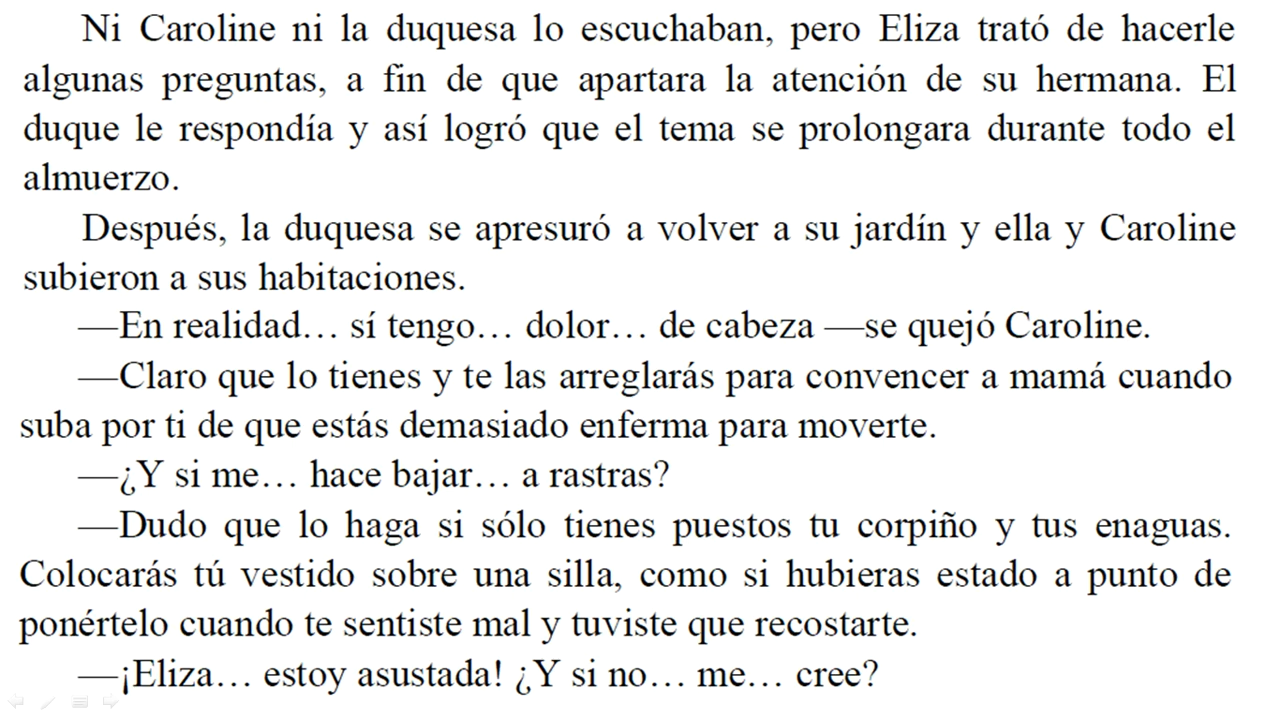 Ni Caroline ni la duquesa lo escuchaban, pero Eliza trató de hacerle
algunas preguntas, a fin de que apartara la atención de su hermana. El
duque le respondía y así logró que el tema se prolongara durante todo el
almuerzo.
Después, la duquesa se apresuró a volver a su jardín y ella y Caroline
subieron a sus habitaciones.
—En realidad… sí tengo… dolor… de cabeza —se quejó Caroline.
—Claro que lo tienes y te las arreglarás para convencer a mamá cuando
suba por ti de que estás demasiado enferma para moverte.
—¿Y si me… hace bajar… a rastras?
—Dudo que lo haga si sólo tienes puestos tu corpiño y tus enaguas.
Colocarás tú vestido sobre una silla, como si hubieras estado a punto de
ponértelo cuando te sentiste mal y tuviste que recostarte.
—¡Eliza… estoy asustada! ¿Y si no… me… cree?